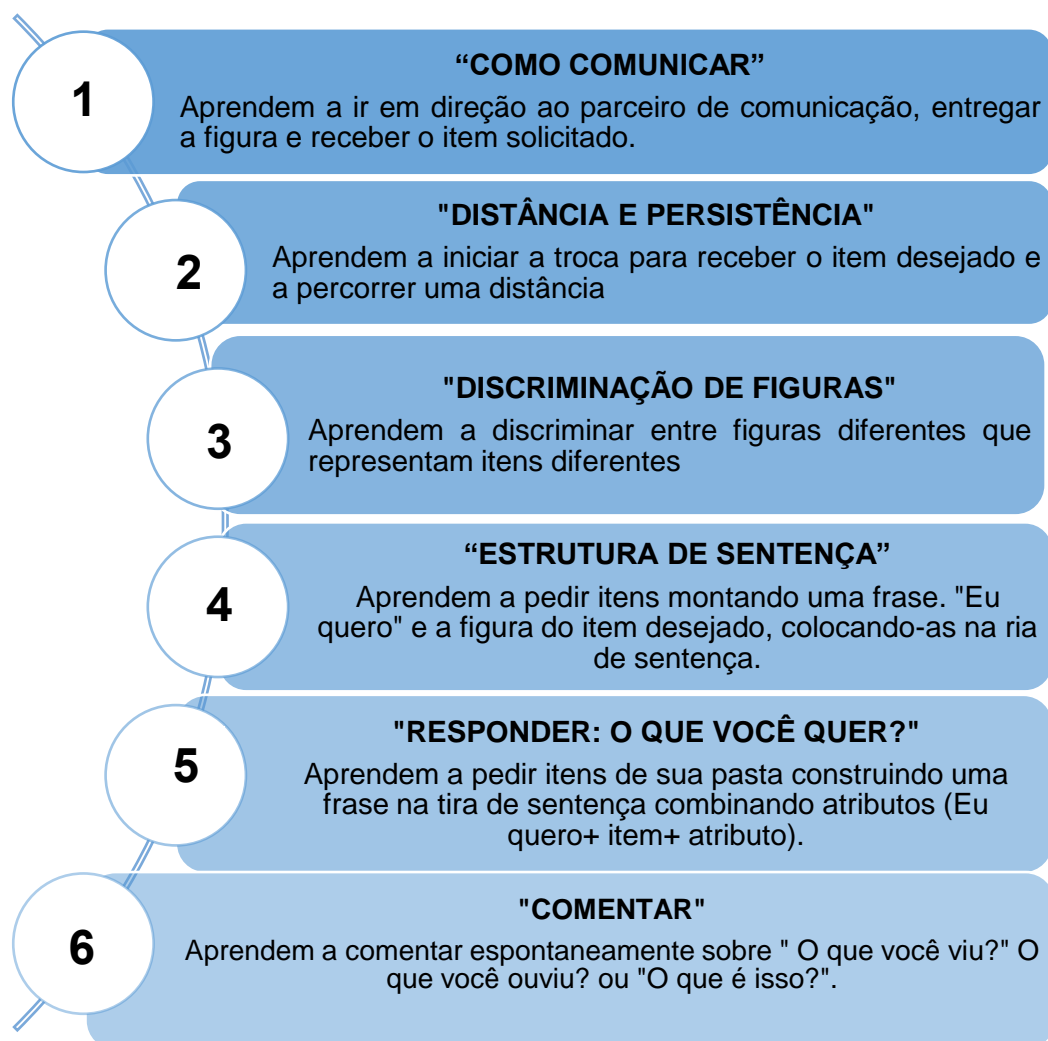 1
“COMO COMUNICAR”
Aprendem a ir em direção ao parceiro de comunicação, entregar
a figura e receber o item solicitado.
2
"DISTÂNCIA E PERSISTÊNCIA"
Aprendem a iniciar a troca para receber o item desejado e
a percorrer uma distância
3
"DISCRIMINAÇÃO DE FIGURAS"
Aprendem a discriminar entre figuras diferentes que
representam itens diferentes
4
“ESTRUTURA DE SENTENÇA”
Aprendem a pedir itens montando uma frase. "Eu
quero" e a figura do item desejado, colocando-as na ria
de sentença.
5
"RESPONDER: O QUE VOCÊ QUER?"
Aprendem a pedir itens de sua pasta construindo uma
frase na tira de sentença combinando atributos (Eu
quero+ item+ atributo).
6
"COMENTAR"
Aprendem a comentar espontaneamente sobre " O que você viu?" O
que você ouviu? ou "O que é isso?".